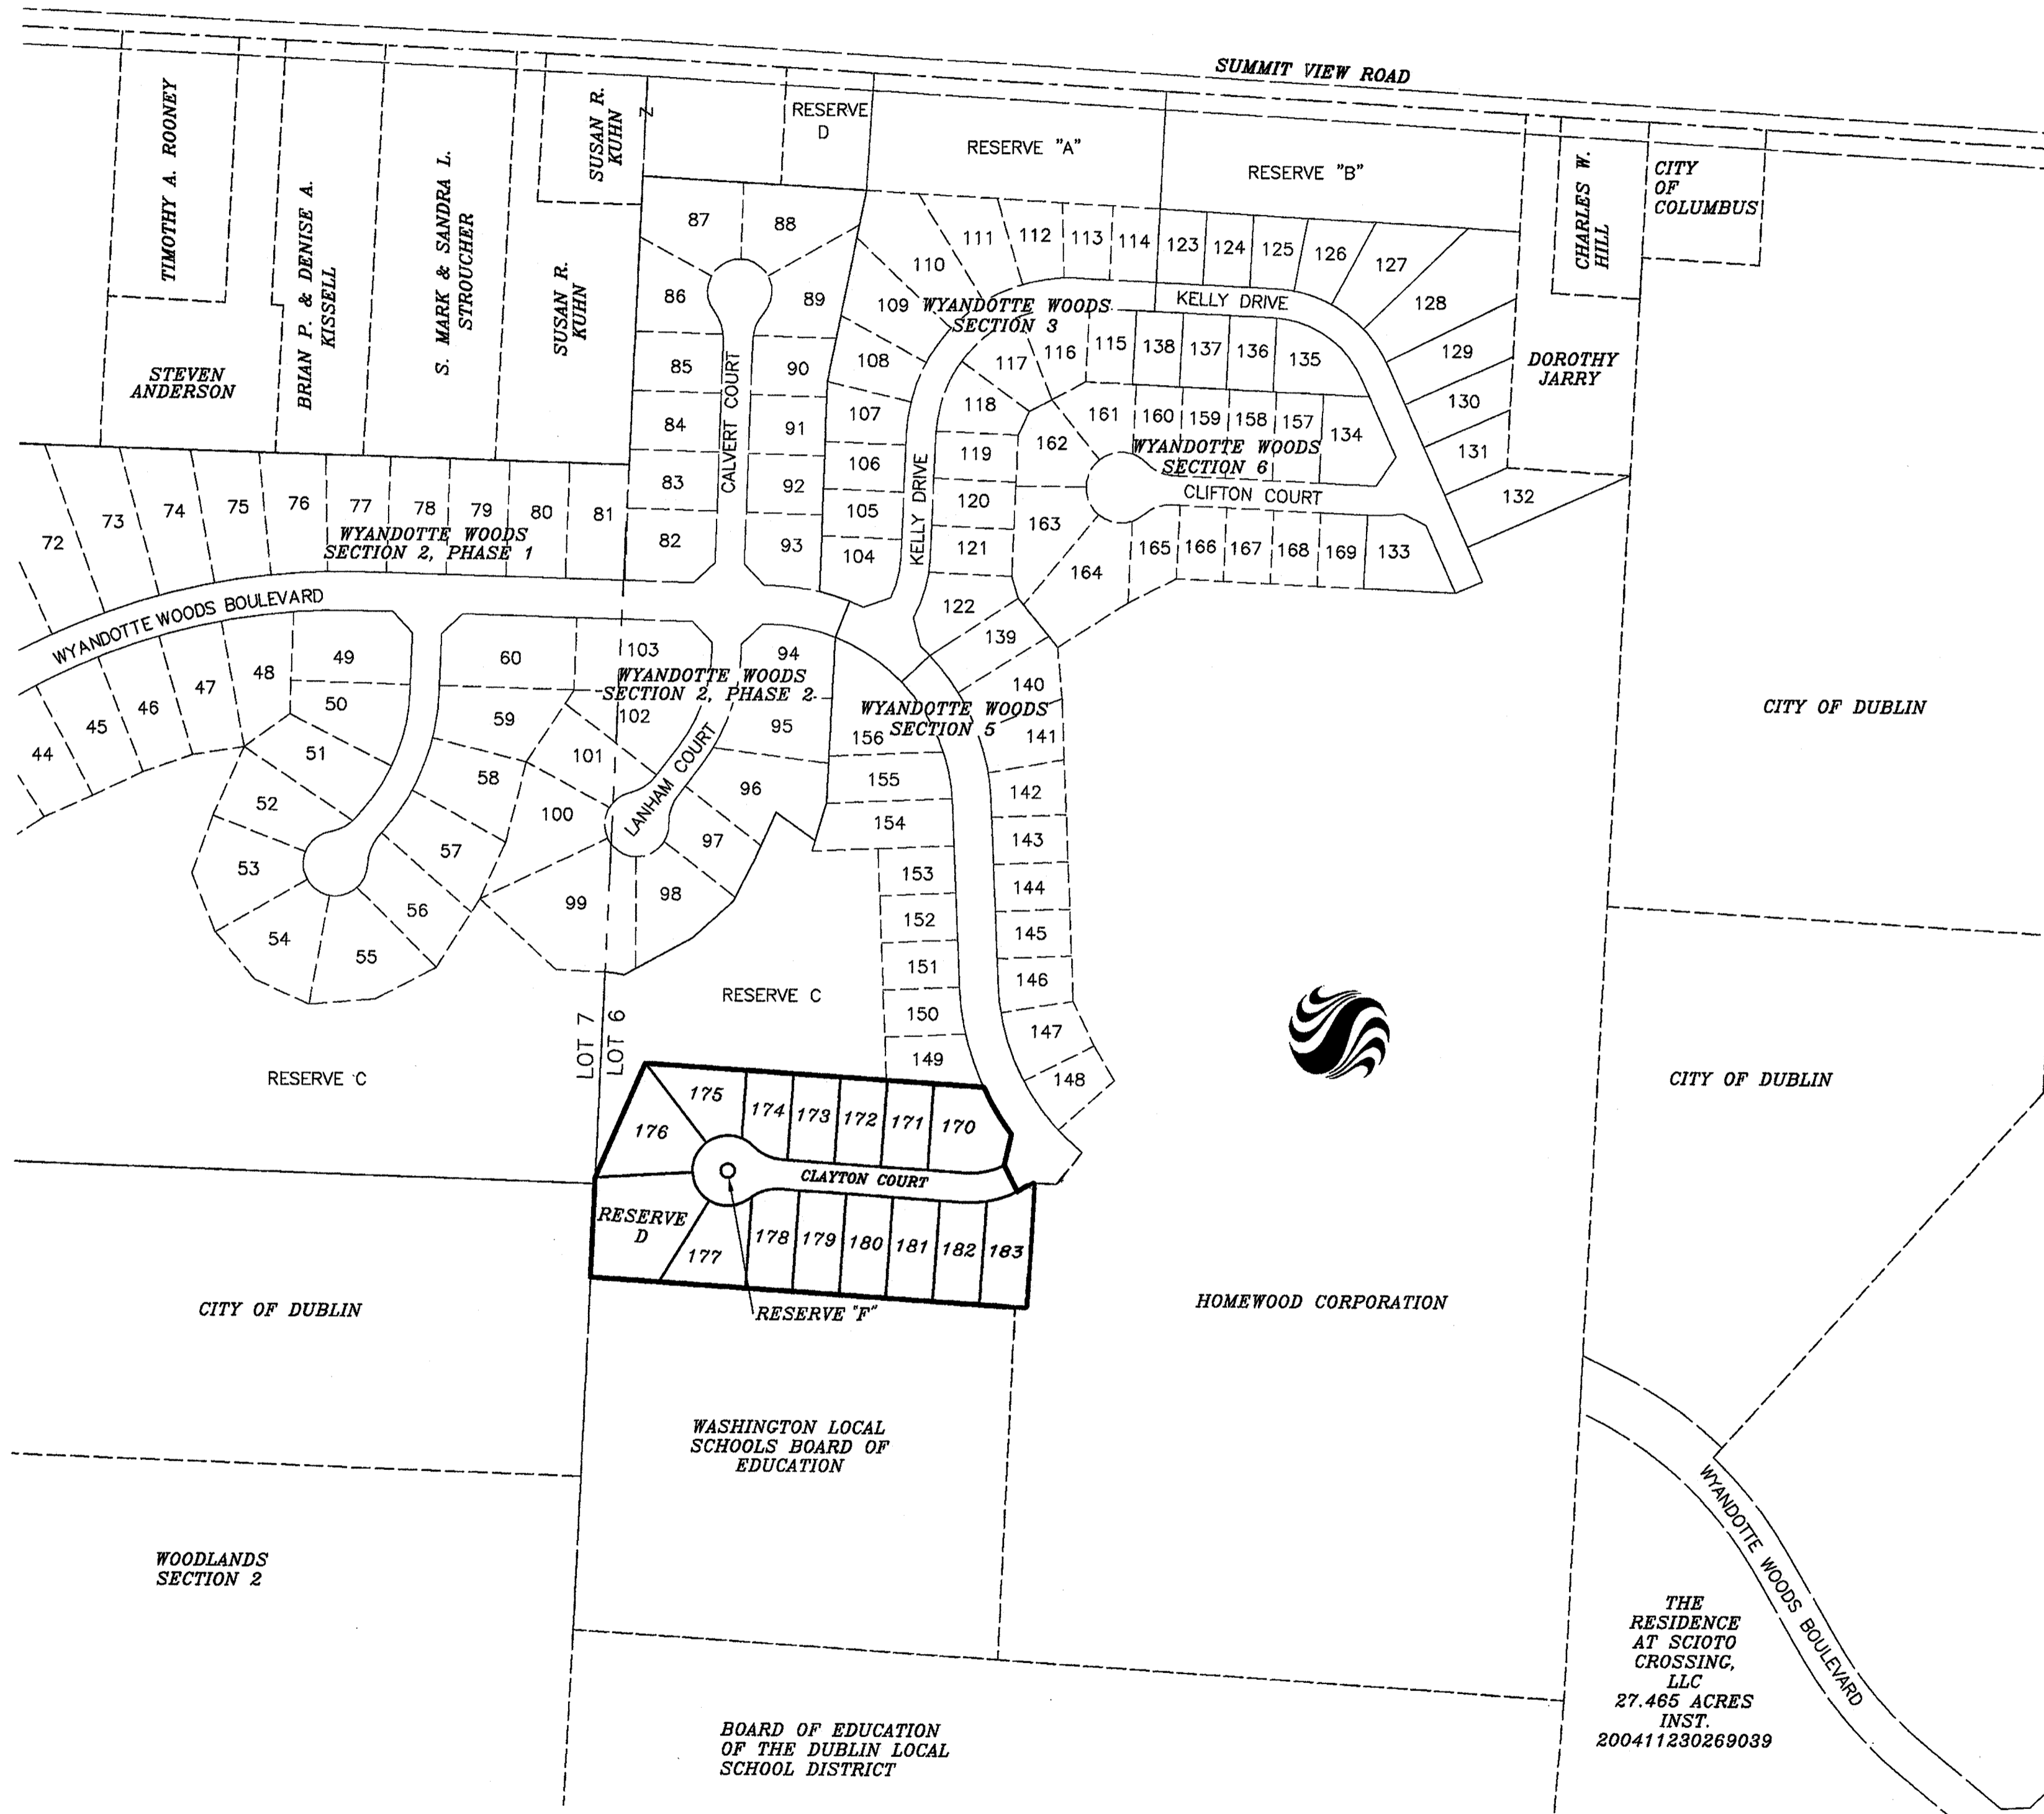 SUMMIT VIEW ROAD
TIMOTHY A. ROONEY
BRIAN P. & DENISE A.
KISSELL
S. MARK & SANDRA L.
STROUCHER
SUSAN R.
KUHN
Z
RESERVE
D
RESERVE "A"
RESERVE "B"
CHARLES W.
HILL
CITY
OF
COLUMBUS
STEVEN
ANDERSON
SUSAN R.
KUHN
DOROTHY
JARRY
87
88
86
89
85
90
84
91
83
92
82
93
CALVERT COURT
111
112
113
114
123
124
125
126
127
110
128
109
WYANDOTTE WOODS
SECTION 3
KELLY DRIVE
108
117
116
115
138
137
136
135
129
107
118
161
160
159
158
157
134
130
106
119
162
WYANDOTTE WOODS
SECTION 6
131
105
120
163
CLIFTON COURT
132
104
KELLY DRIVE
121
164
165
166
167
168
169
133
122
139
72
73
74
75
76
77
78
79
80
81
WYANDOTTE WOODS
SECTION 2, PHASE 1
WYANDOTTE WOODS BOULEVARD
44
45
46
47
48
49
50
51
52
53
54
55
56
57
58
59
60
103
94
WYANDOTTE WOODS
SECTION 2, PHASE 2
102
95
101
96
100
LANHAM COURT
97
99
98
WYANDOTTE WOODS
SECTION 5
140
156
141
155
142
154
143
153
144
152
145
151
146
150
147
149
148
CITY OF DUBLIN
RESERVE C
LOT 7
LOT 6
RESERVE C
CITY OF DUBLIN
175
174
173
172
171
170
176
CLAYTON COURT
RESERVE
D
177
178
179
180
181
182
183
RESERVE "F"
CITY OF DUBLIN
HOMEWOOD CORPORATION
WASHINGTON LOCAL
SCHOOLS BOARD OF
EDUCATION
WOODLANDS
SECTION 2
WYANDOTTE WOODS BOULEVARD
THE
RESIDENCE
AT SCIOTO
CROSSING,
LLC
27.465 ACRES
INST.
200411230269039
BOARD OF EDUCATION
OF THE DUBLIN LOCAL
SCHOOL DISTRICT